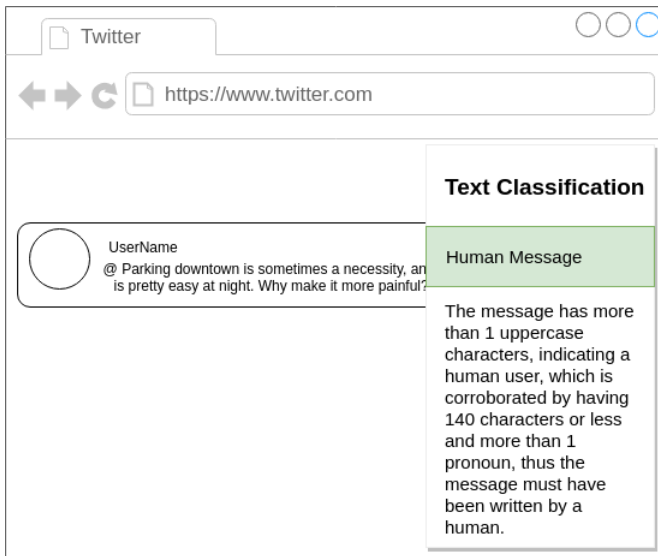 Twitter
https://www.twitter.com
Text Classification
Human Message
UserName
@ Parking downtown is sometimes a necessity, an
is pretty easy at night. Why make it more painful?
The message has more
than 1 uppercase
characters, indicating a
human user, which is
corroborated by having
140 characters or less
and more than 1
pronoun, thus the
message must have
been written by a
human.